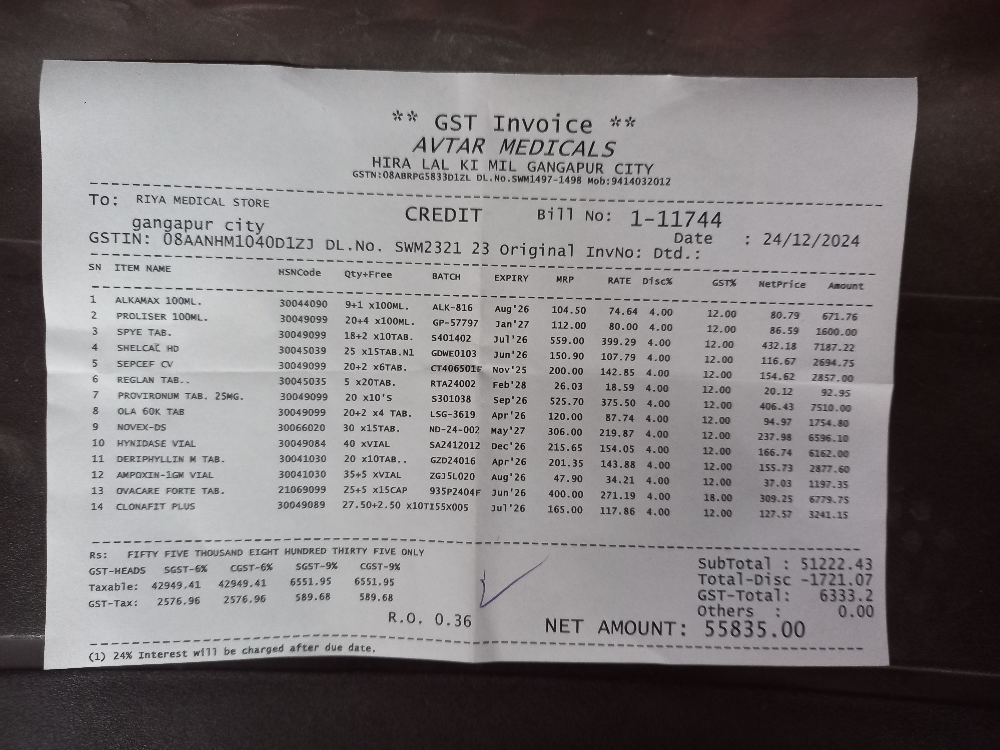 ** GST Invoice **
AVTAR MEDICALS
HIRA LAL KI MIL GANGAPUR CITY
GSTN:08ABRPG5833D1ZL DL.No.SWM1497-1498 Mob:9414032012
To: RIYA MEDICAL STORE CREDIT Bill No: 1-11744
gangapur city Date : 24/12/2024
GSTIN: 08AANHM1040D1ZJ DL.No. SWM2321 23 Original InvNo: Dtd.:
SN ITEM NAME HSNCode Qty+Free BATCH EXPIRY MRP RATE Disc% GST% NetPrice Amount
1 ALKAMAX 100ML. 30044090 9+1 x100ML. ALK-816 Aug'26 104.50 74.64 4.00 12.00 80.79 671.76
2 PROLISER 100ML. 30049099 20+4 x100ML. GP-57797 Jan'27 112.00 80.00 4.00 12.00 86.59 1600.00
3 SPYE TAB. 30049099 18+2 x10TAB. S401402 Jul'26 559.00 399.29 4.00 12.00 432.18 7187.22
4 SHELCAL HD 30045039 25 x15TAB.N1 GDWE0103 Jun'26 150.90 107.79 4.00 12.00 116.67 2694.75
5 SEPCEF CV 30049099 20+2 x6TAB. CT406501F Nov'25 200.00 142.85 4.00 12.00 154.62 2857.00
6 REGLAN TAB.. 30045035 5 x20TAB. RTA24002 Feb'28 26.03 18.59 4.00 12.00 20.12 92.95
7 PROVIRONUM TAB. 25MG. 30049099 20 x10'S S301038 Sep'26 525.70 375.50 4.00 12.00 406.43 7510.00
8 OLA 60K TAB 30049099 20+2 x4 TAB. LSG-3619 Apr'26 120.00 87.74 4.00 12.00 94.97 1754.80
9 NOVEX-DS 30066020 30 x15TAB. ND-24-002 May'27 306.00 219.87 4.00 12.00 237.98 6596.10
10 HYNIDASE VIAL 30049084 40 xVIAL SA2412012 Dec'26 215.65 154.05 4.00 12.00 166.74 6162.00
11 DERIPHYLLIN M TAB. 30041030 20 x10TAB.. GZD24016 Apr'26 201.35 143.88 4.00 12.00 155.73 2877.60
12 AMPOXIN-1GM VIAL 30041030 35+5 xVIAL ZGJ5L020 Aug'26 47.90 34.21 4.00 12.00 37.03 1197.35
13 OVACARE FORTE TAB. 21069099 25+5 x15CAP 935P2404F Jun'26 400.00 271.19 4.00 18.00 309.25 6779.75
14 CLONAFIT PLUS 30049089 27.50+2.50 x10TI55X005 Jul'26 165.00 117.86 4.00 12.00 127.57 3241.15
Rs: FIFTY FIVE THOUSAND EIGHT HUNDRED THIRTY FIVE ONLY SubTotal : 51222.43
GST-HEADS SGST-6% CGST-6% SGST-9% CGST-9% Total-Disc -1721.07
Taxable: 42949.41 42949.41 6551.95 6551.95 GST-Total: 6333.2
GST-Tax: 2576.96 2576.96 589.68 589.68 Others : 0.00
R.O. 0.36 NET AMOUNT: 55835.00
(1) 24% Interest will be charged after due date.